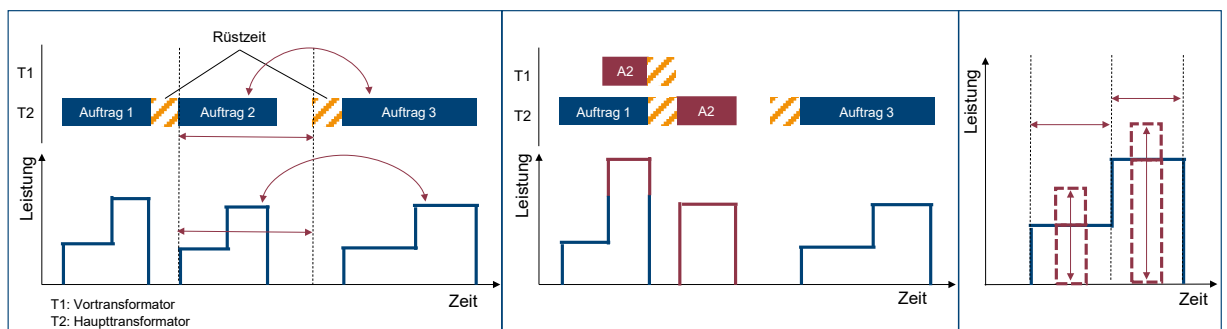 Rüstzeit
T1
T2
Auftrag 1
Auftrag 2
Auftrag 3
Leistung
Zeit
T1: Vortransformator
T2: Haupttransformator
T1
A2
T2
Auftrag 1
A2
Auftrag 3
Leistung
Zeit
Leistung
Zeit